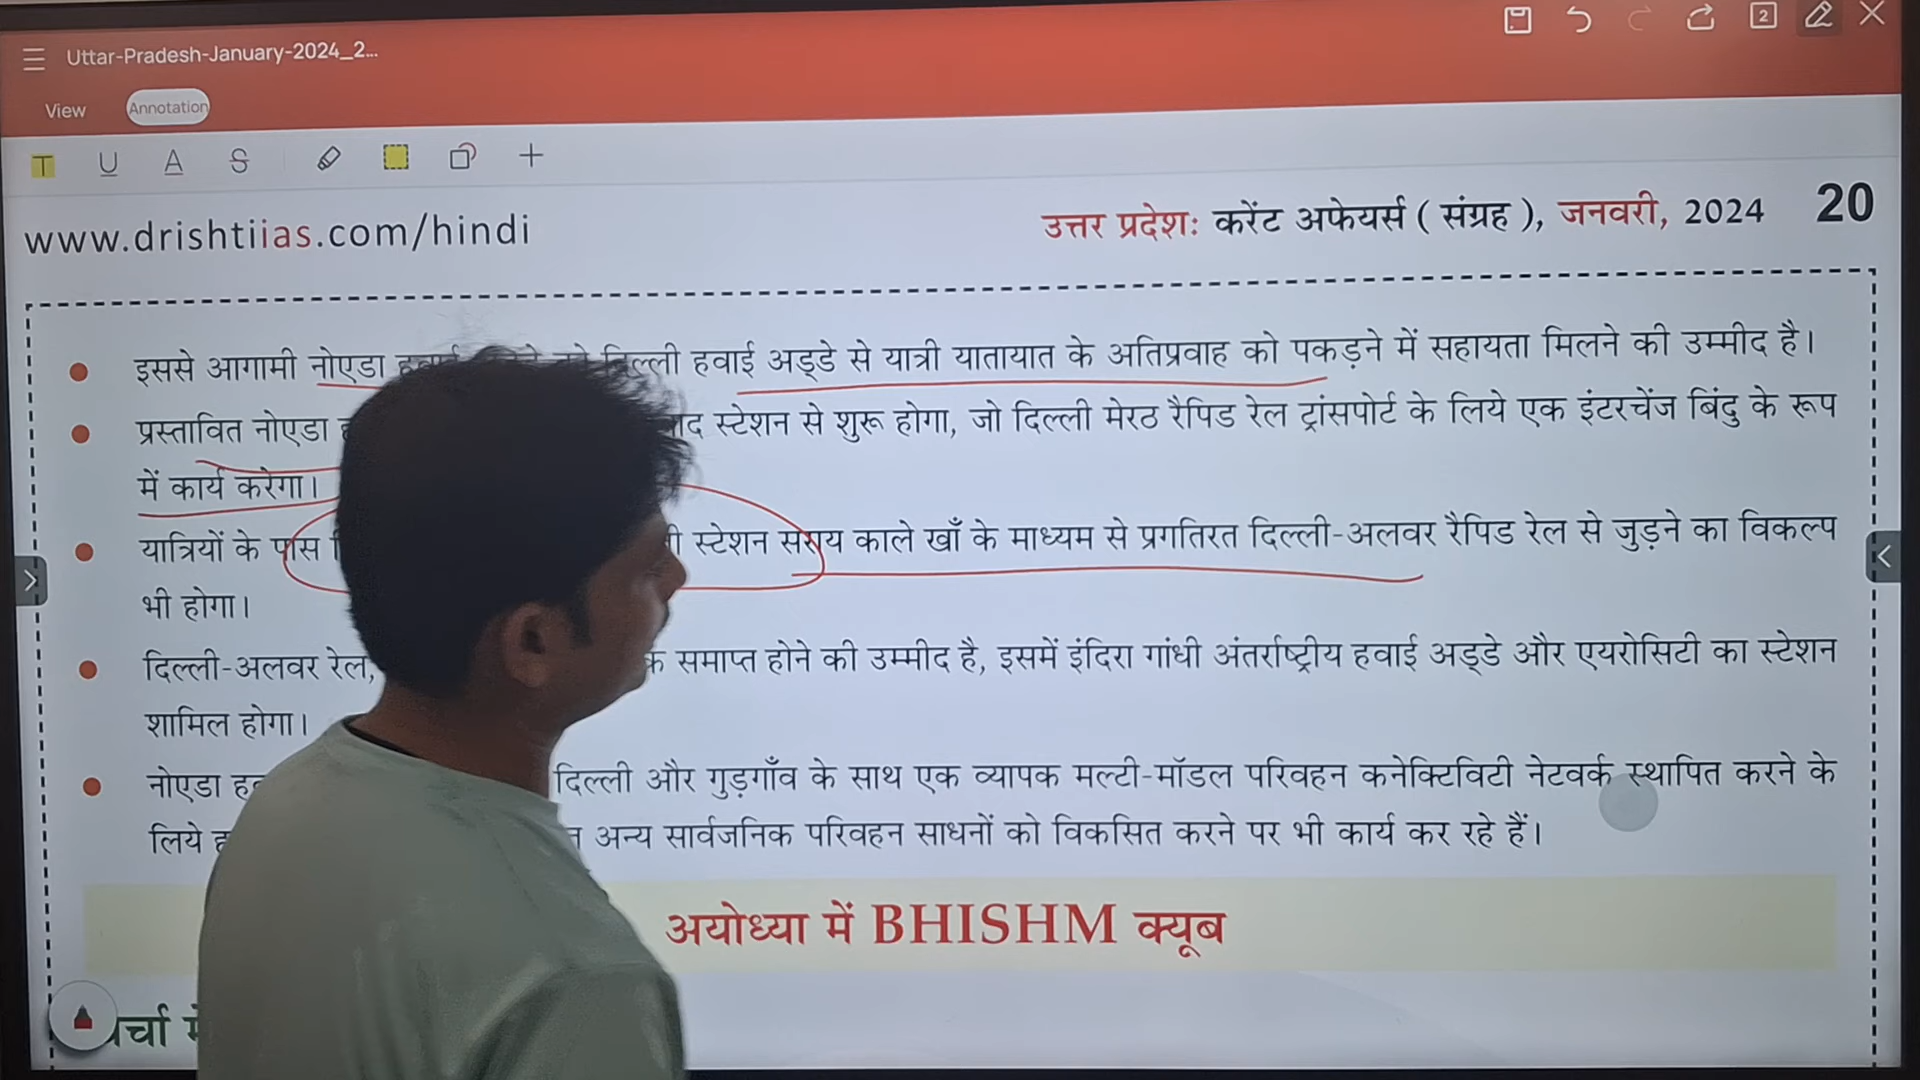 Uttar-Pradesh-January-2024_2...
2
View
Annotation
T U A S
www.drishtiias.com/hindi
उत्तर प्रदेशः करेंट अफेयर्स ( संग्रह ), जनवरी, 2024 20
इससे आगामी नोएडा दिल्ली हवाई अड्डे से यात्री यातायात के अतिप्रवाह को पकड़ने में सहायता मिलने की उम्मीद है।
प्रस्तावित नोएडा स्टेशन से शुरू होगा, जो दिल्ली मेरठ रैपिड रेल ट्रांसपोर्ट के लिये एक इंटरचेंज बिंदु के रूप
में कार्य करेगा।
यात्रियों के पास स्टेशन सराय काले खाँ के माध्यम से प्रगतिरत दिल्ली-अलवर रैपिड रेल से जुड़ने का विकल्प
भी होगा।
दिल्ली-अलवर रेल, समाप्त होने की उम्मीद है, इसमें इंदिरा गांधी अंतर्राष्ट्रीय हवाई अड्डे और एयरोसिटी का स्टेशन
शामिल होगा।
नोएडा दिल्ली और गुड़गाँव के साथ एक व्यापक मल्टी-मॉडल परिवहन कनेक्टिविटी नेटवर्क स्थापित करने के
लिये अन्य सार्वजनिक परिवहन साधनों को विकसित करने पर भी कार्य कर रहे हैं।
अयोध्या में BHISHM क्यूब